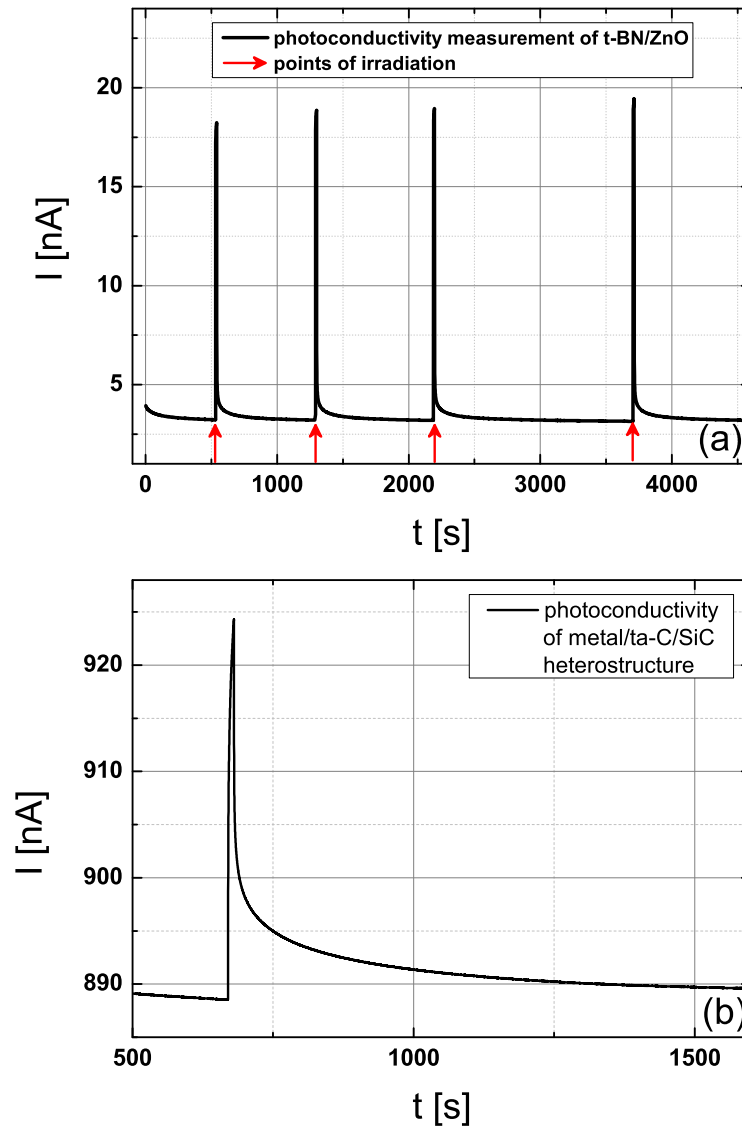 photoconductivity measurement of t-BN/ZnO
points of irradiation
20
15
10
5
I [nA]
(a)
0 1000 2000 3000 4000
t [s]
photoconductivity
of metal/ta-C/SiC
heterostructure
920
910
900
890
I [nA]
(b)
500 1000 1500
t [s]